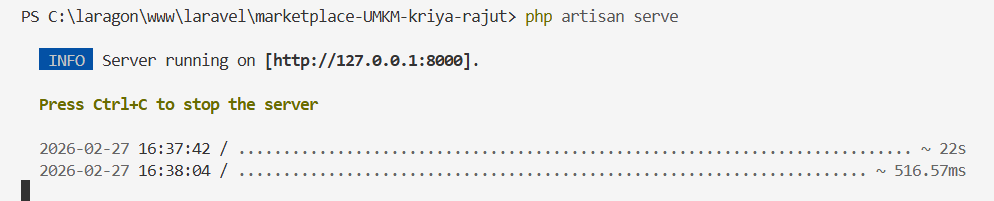 PS C:\laragon\www\laravel\marketplace-UMKM-kriya-rajut> php artisan serve
INFO Server running on [http://127.0.0.1:8000].
Press Ctrl+C to stop the server
2026-02-27 16:37:42 / ............................................................................ ~ 22s
2026-02-27 16:38:04 / ....................................................................... ~ 516.57ms